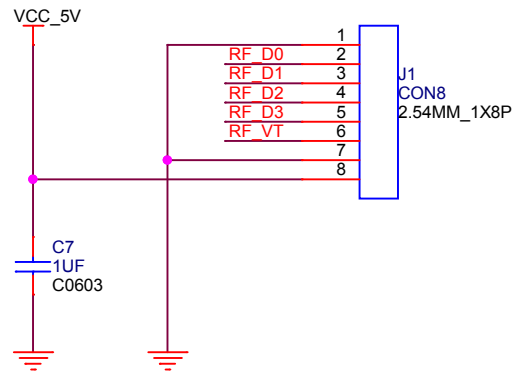 VCC_5V
1
RF_D0 2
RF_D1 3
RF_D2 4
RF_D3 5
RF_VT 6
7
8
J1
CON8
2.54MM_1X8P
C7
1UF
C0603